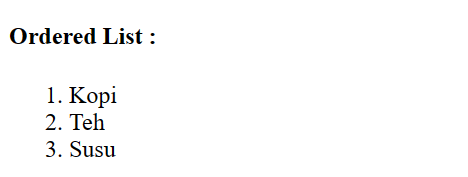 Ordered List :
1. Kopi
2. Teh
3. Susu